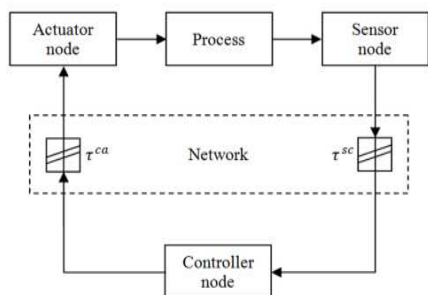 Actuator
node
Process
Sensor
node
τ^ca
Network
τ^sc
Controller
node